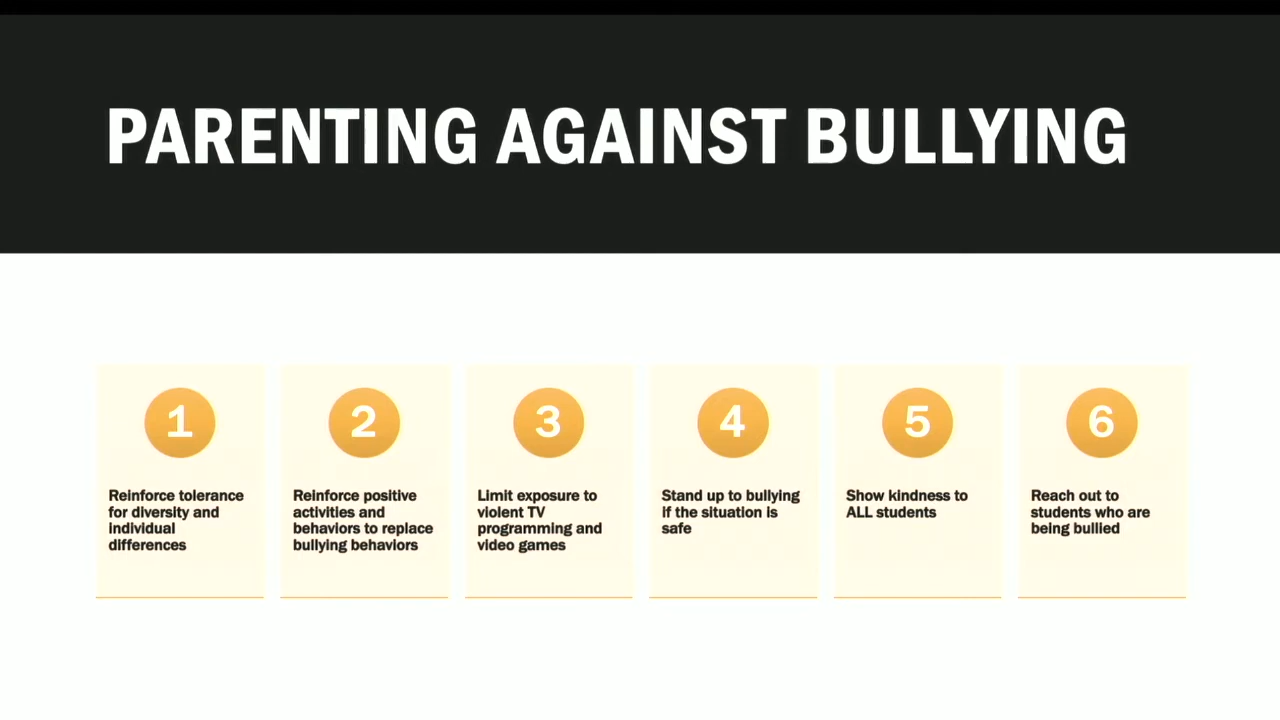 PARENTING AGAINST BULLYING
1
Reinforce tolerance
for diversity and
individual
differences
2
Reinforce positive
activities and
behaviors to replace
bullying behaviors
3
Limit exposure to
violent TV
programming and
video games
4
Stand up to bullying
if the situation is
safe
5
Show kindness to
ALL students
6
Reach out to
students who are
being bullied